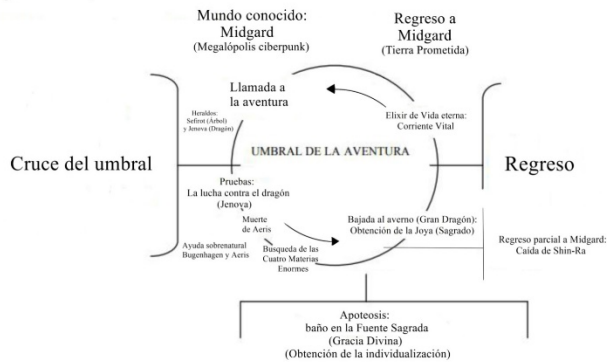 Mundo conocido:
Midgard
(Megalópolis ciberpunk)
Regreso a
Midgard
(Tierra Prometida)
Llamada a
la aventura
Heraldos:
Sefirot (Árbol)
y Jenova (Dragón)
Elixir de Vida eterna:
Corriente Vital
Cruce del umbral
UMBRAL DE LA AVENTURA
Regreso
Pruebas:
La lucha contra el dragón
(Jenova)
Muerte
de Aeris
Ayuda sobrenatural
Bugenhagen y Aeris
Busqueda de las
Cuatro Materias
Enormes
Bajada al averno (Gran Dragón):
Obtención de la Joya (Sagrado)
Regreso parcial a Midgard:
Caída de Shin-Ra
Apoteosis:
baño en la Fuente Sagrada
(Gracia Divina)
(Obtención de la individualización)